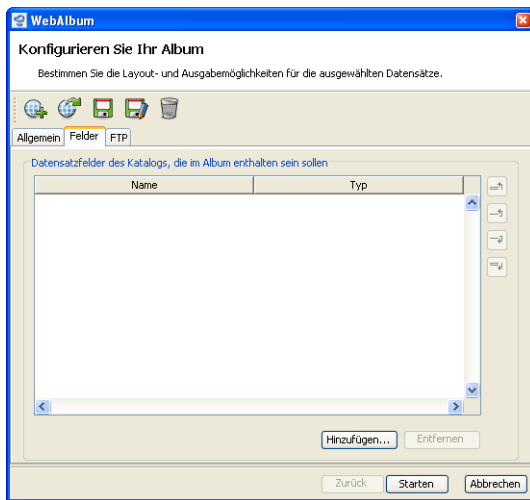 WebAlbum
Konfigurieren Sie Ihr Album
Bestimmen Sie die Layout- und Ausgabemöglichkeiten für die ausgewählten Datensätze.
Allgemein Felder FTP
Datensatzfelder des Katalogs, die im Album enthalten sein sollen
Name Typ
Hinzufügen... Entfernen
Zurück Starten Abbrechen